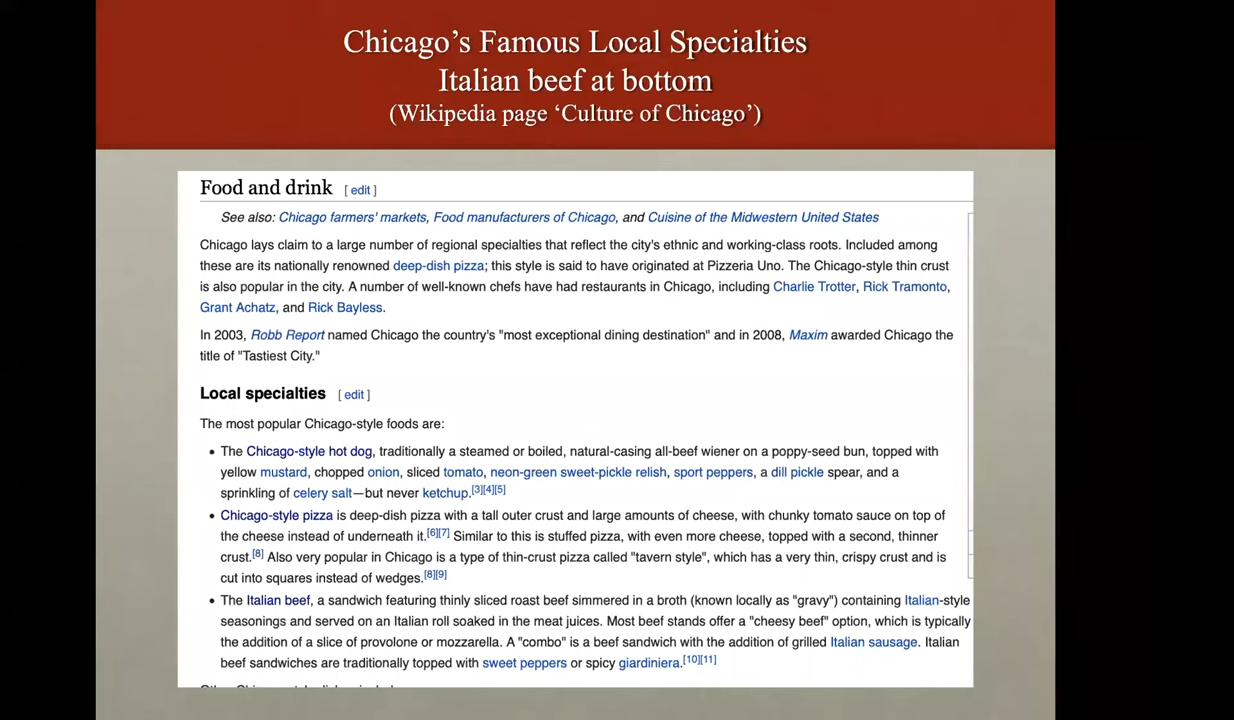 Chicago’s Famous Local Specialties
Italian beef at bottom
(Wikipedia page ‘Culture of Chicago’)
Food and drink [ edit ]
See also: Chicago farmers' markets, Food manufacturers of Chicago, and Cuisine of the Midwestern United States
Chicago lays claim to a large number of regional specialties that reflect the city's ethnic and working-class roots. Included among
these are its nationally renowned deep-dish pizza; this style is said to have originated at Pizzeria Uno. The Chicago-style thin crust
is also popular in the city. A number of well-known chefs have had restaurants in Chicago, including Charlie Trotter, Rick Tramonto,
Grant Achatz, and Rick Bayless.
In 2003, Robb Report named Chicago the country's "most exceptional dining destination" and in 2008, Maxim awarded Chicago the
title of "Tastiest City."
Local specialties [ edit ]
The most popular Chicago-style foods are:
• The Chicago-style hot dog, traditionally a steamed or boiled, natural-casing all-beef wiener on a poppy-seed bun, topped with
yellow mustard, chopped onion, sliced tomato, neon-green sweet-pickle relish, sport peppers, a dill pickle spear, and a
sprinkling of celery salt—but never ketchup.[3][4][5]
• Chicago-style pizza is deep-dish pizza with a tall outer crust and large amounts of cheese, with chunky tomato sauce on top of
the cheese instead of underneath it.[6][7] Similar to this is stuffed pizza, with even more cheese, topped with a second, thinner
crust.[8] Also very popular in Chicago is a type of thin-crust pizza called "tavern style", which has a very thin, crispy crust and is
cut into squares instead of wedges.[8][9]
• The Italian beef, a sandwich featuring thinly sliced roast beef simmered in a broth (known locally as "gravy") containing Italian-style
seasonings and served on an Italian roll soaked in the meat juices. Most beef stands offer a "cheesy beef" option, which is typically
the addition of a slice of provolone or mozzarella. A "combo" is a beef sandwich with the addition of grilled Italian sausage. Italian
beef sandwiches are traditionally topped with sweet peppers or spicy giardiniera.[10][11]